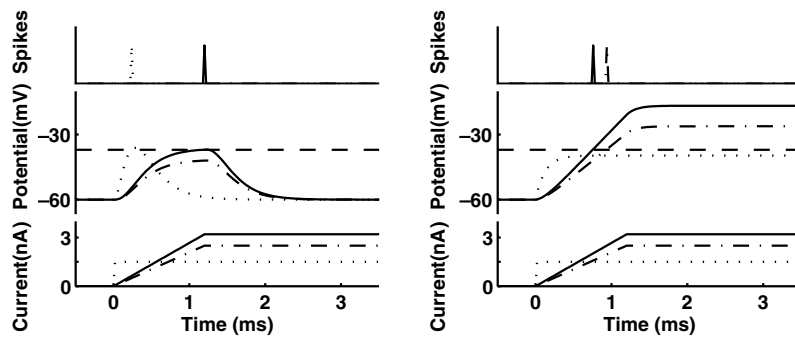 Spikes
Potential(mV)
−30
−60
Current(nA)
3
0
0 1 2 3
Time (ms)
Spikes
Potential(mV)
−30
−60
Current(nA)
3
0
0 1 2 3
Time (ms)